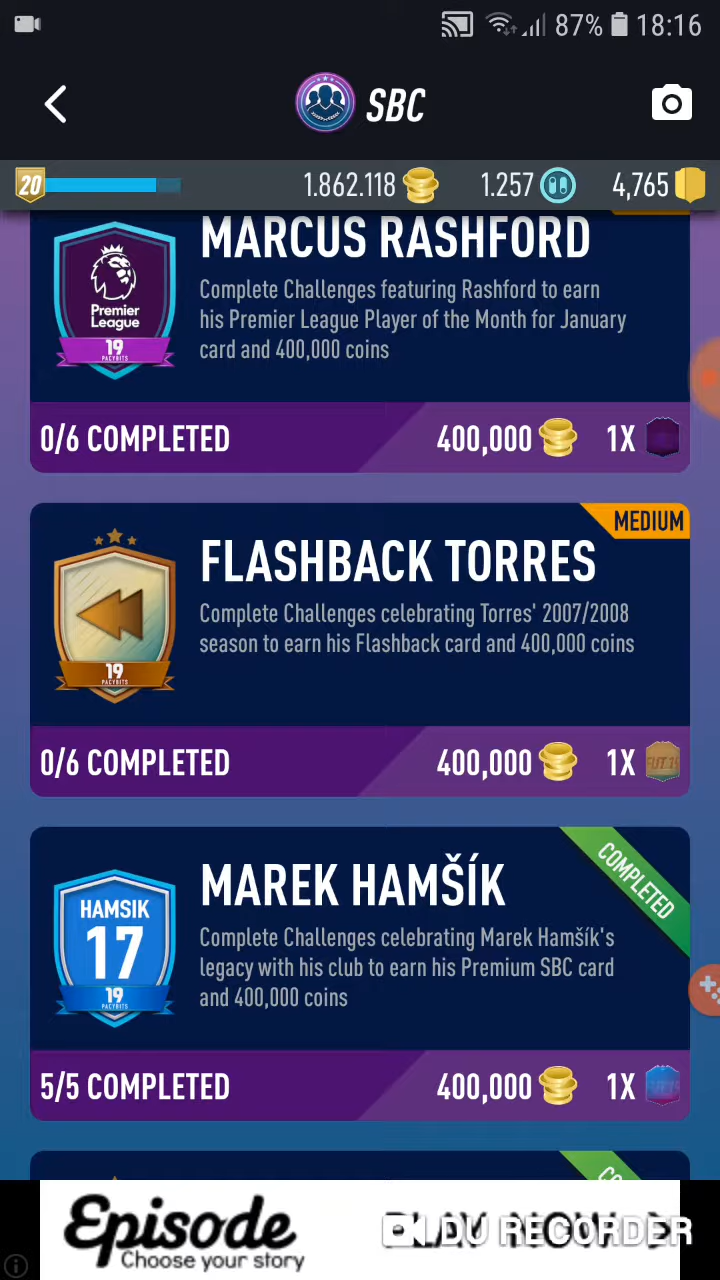 87% 18:16
SBC
20 1.862.118 1.257 4,765
MARCUS RASHFORD
Premier League
19
PACYBITS
Complete Challenges featuring Rashford to earn
his Premier League Player of the Month for January
card and 400,000 coins
0/6 COMPLETED 400,000 1X
MEDIUM
FLASHBACK TORRES
19
PACYBITS
Complete Challenges celebrating Torres' 2007/2008
season to earn his Flashback card and 400,000 coins
0/6 COMPLETED 400,000 1X
COMPLETED
MAREK HAMŠÍK
HAMSIK
17
19
PACYBITS
Complete Challenges celebrating Marek Hamšík's
legacy with his club to earn his Premium SBC card
and 400,000 coins
5/5 COMPLETED 400,000 1X
Episode
Choose your story
PLAY NOW
DU RECORDER